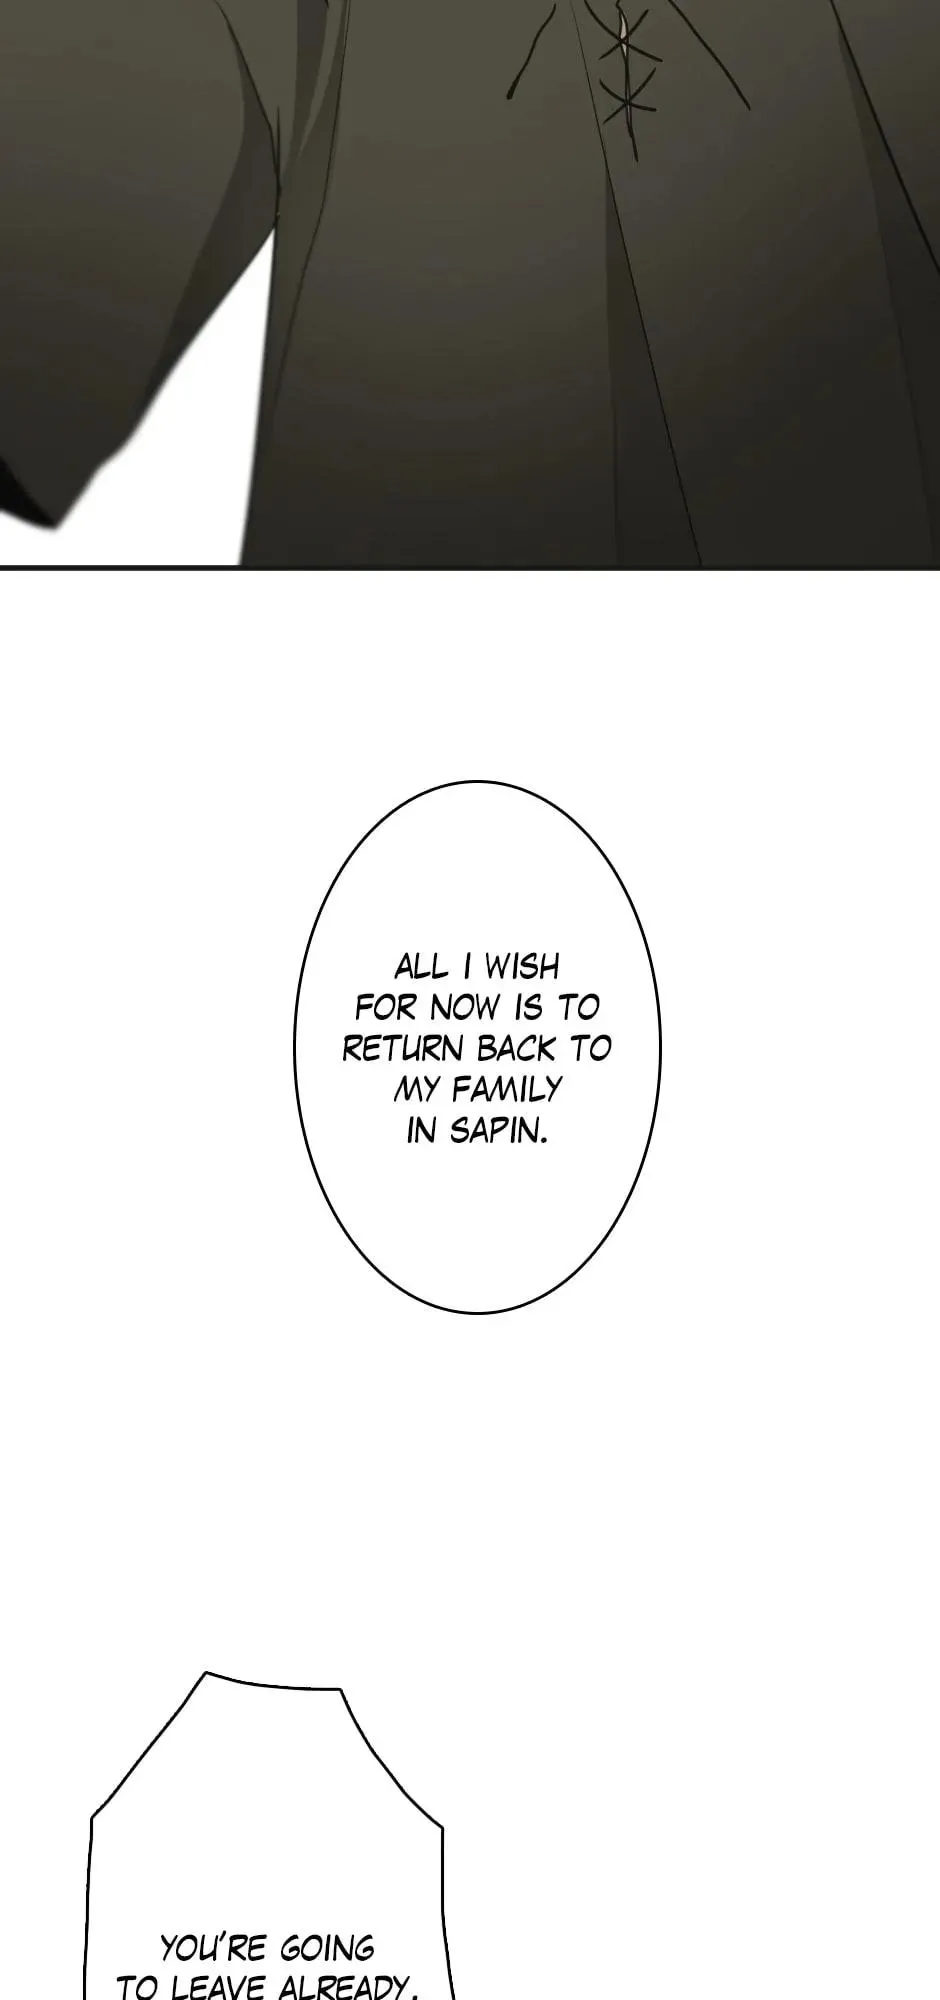 ALL I WISH
FOR NOW IS TO
RETURN BACK TO
MY FAMILY
IN SAPIN.
YOU'RE GOING
TO LEAVE ALREADY,